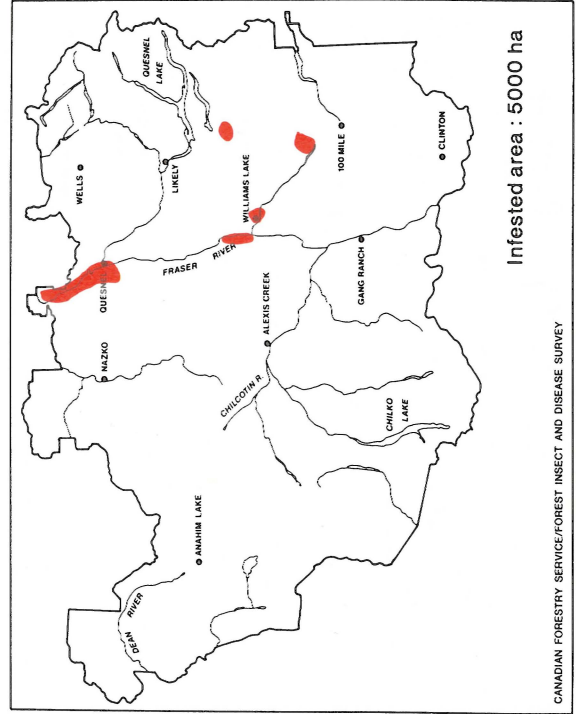 QUESNEL
LAKE
WELLS
LIKELY
QUESNEL
NAZKO
FRASER RIVER
WILLIAMS LAKE
100 MILE
ALEXIS CREEK
CHILCOTIN R.
ANAHIM LAKE
DEAN RIVER
GANG RANCH
CLINTON
CHILKO
LAKE
Infested area : 5000 ha
CANADIAN FORESTRY SERVICE/FOREST INSECT AND DISEASE SURVEY